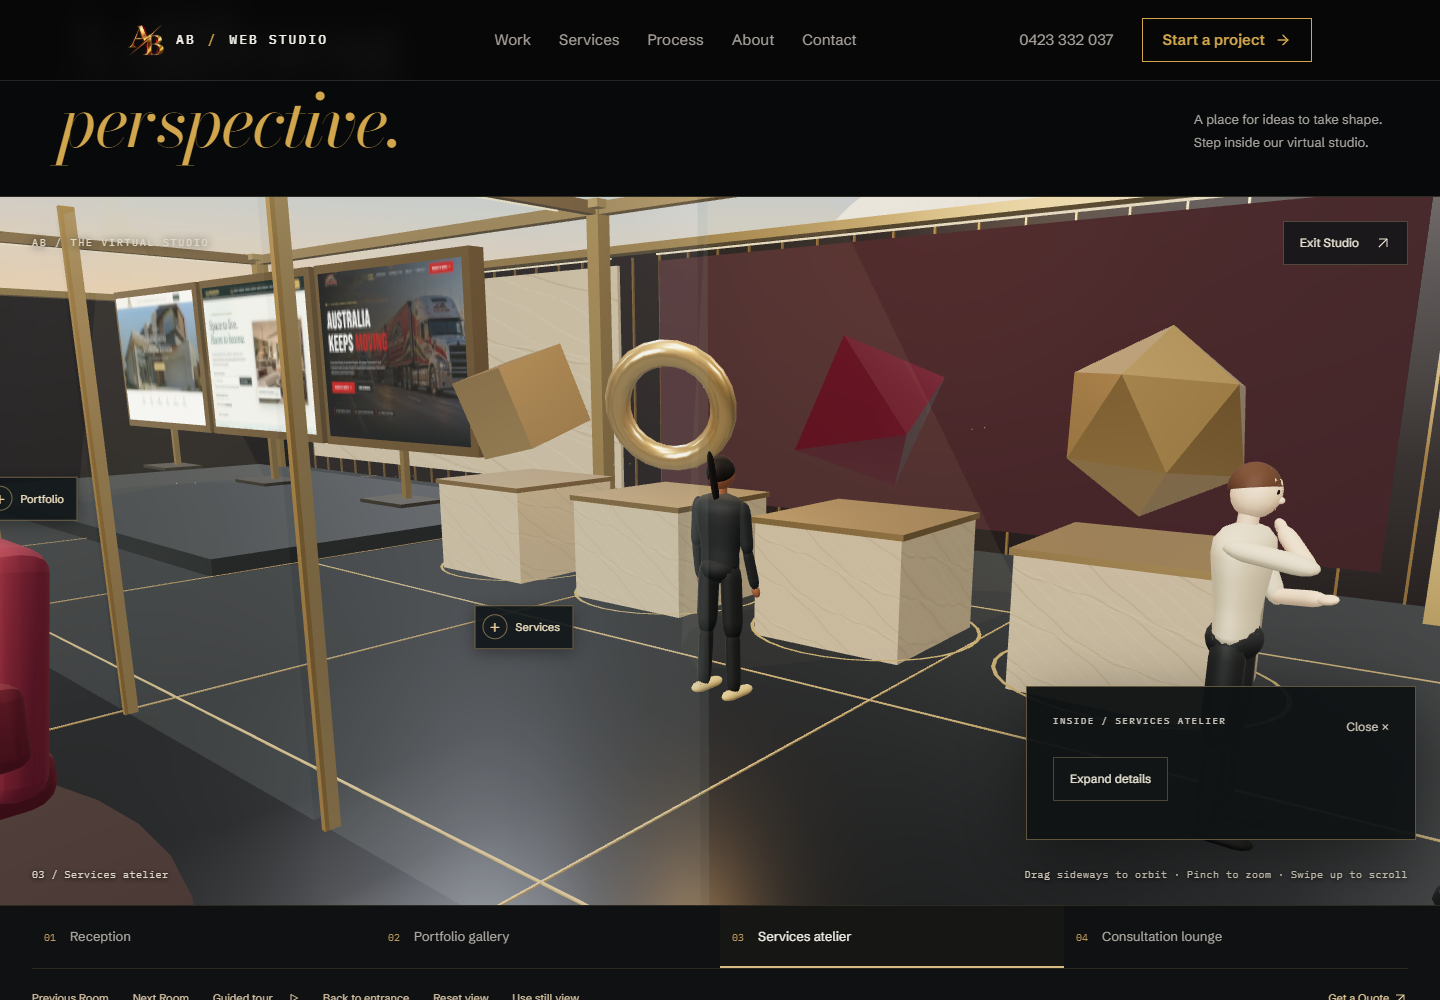 AB / WEB STUDIO
Work
Services
Process
About
Contact
0423 332 037
Start a project
perspective.
A place for ideas to take shape.
Step inside our virtual studio.
AB / THE VIRTUAL STUDIO
Exit Studio
AUSTRALIA
KEEPS MOVING
Portfolio
Services
INSIDE / SERVICES ATELIER
Close ×
Expand details
03 / Services atelier
Drag sideways to orbit · Pinch to zoom · Swipe up to scroll
01 Reception
02 Portfolio gallery
03 Services atelier
04 Consultation lounge
Previous Room
Next Room
Guided tour
Back to entrance
Reset view
Use still view
Get a Quote